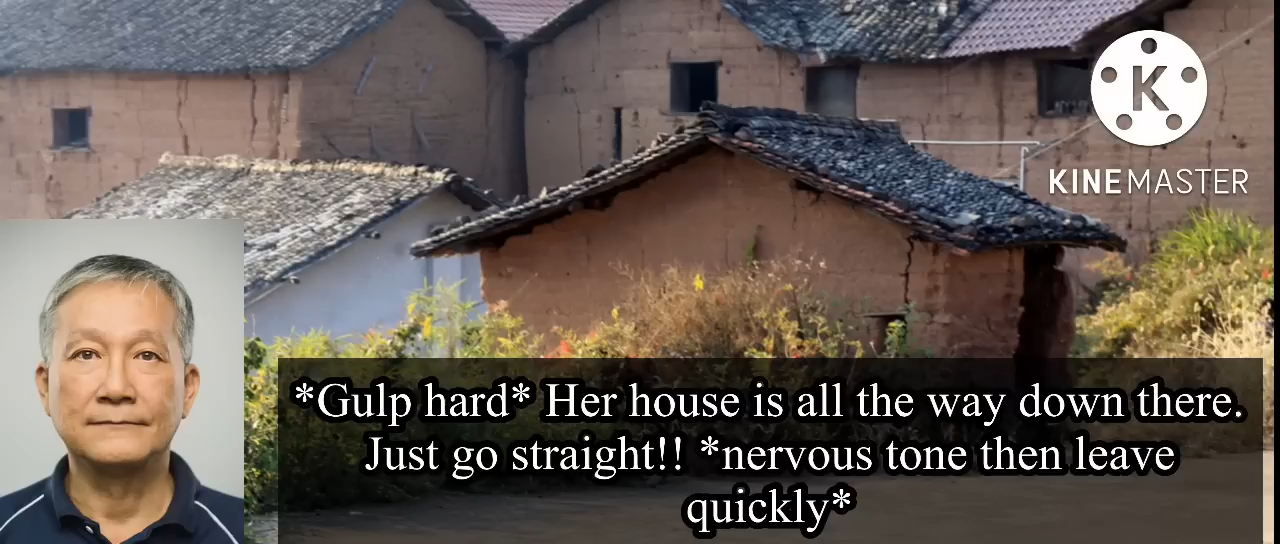 K
KINEMASTER
*Gulp hard* Her house is all the way down there.
Just go straight!! *nervous tone then leave
quickly*